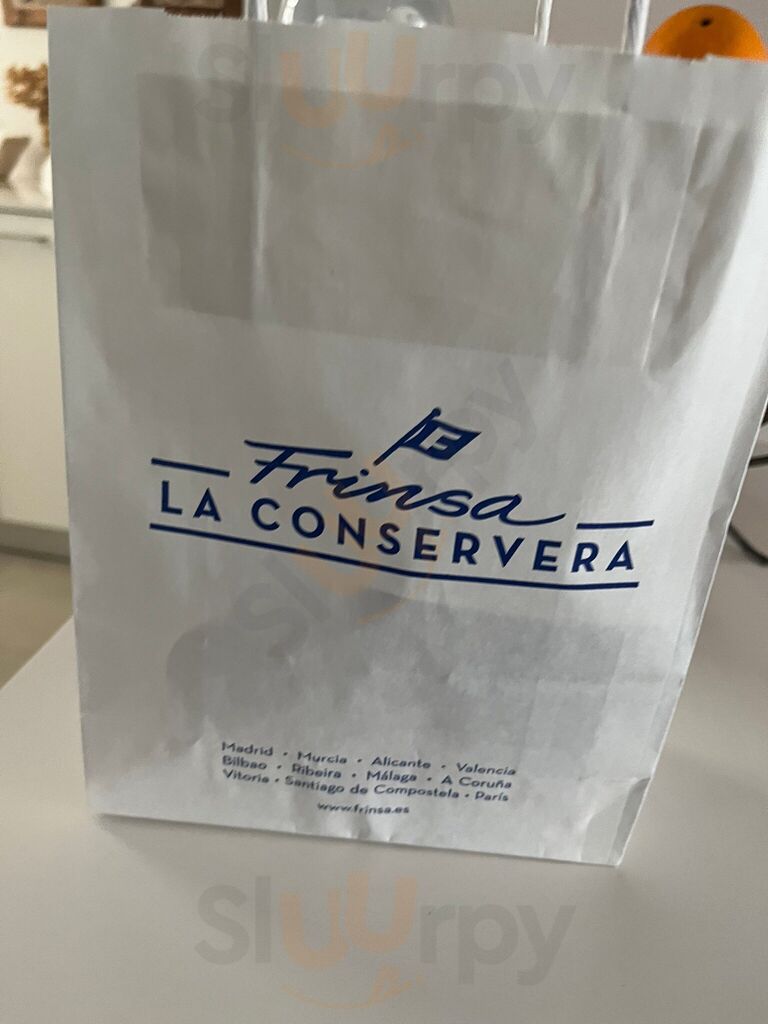 Sluurpy
F
Frinsa
LA CONSERVERA
Sluurpy
Madrid • Murcia • Alicante • Valencia
Bilbao • Ribeira • Málaga • A Coruña
Vitoria • Santiago de Compostela • París
www.frinsa.es
Sluurpy